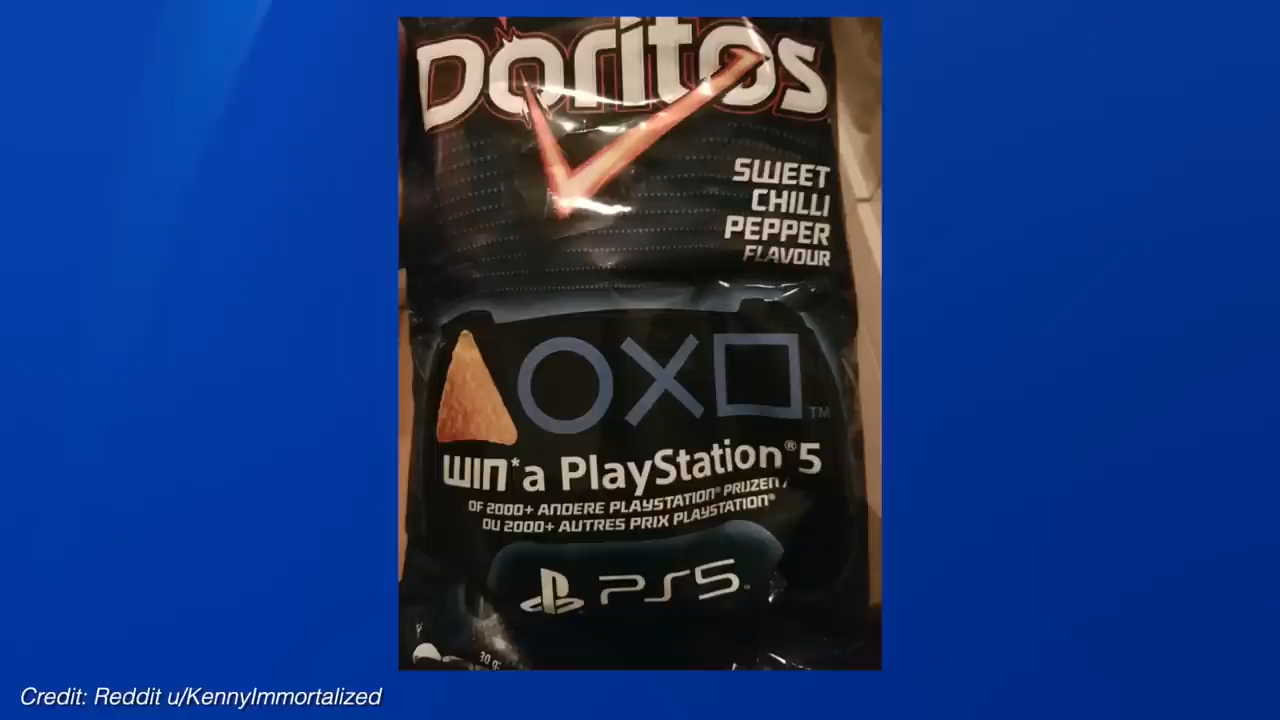 Doritos
SWEET
CHILLI
PEPPER
FLAVOUR
TM
WIN* a PlayStation®5
OF 2000+ ANDERE PLAYSTATION® PRIJZEN /
OU 2000+ AUTRES PRIX PLAYSTATION®
PS5
30 g
Credit: Reddit u/KennyImmortalized